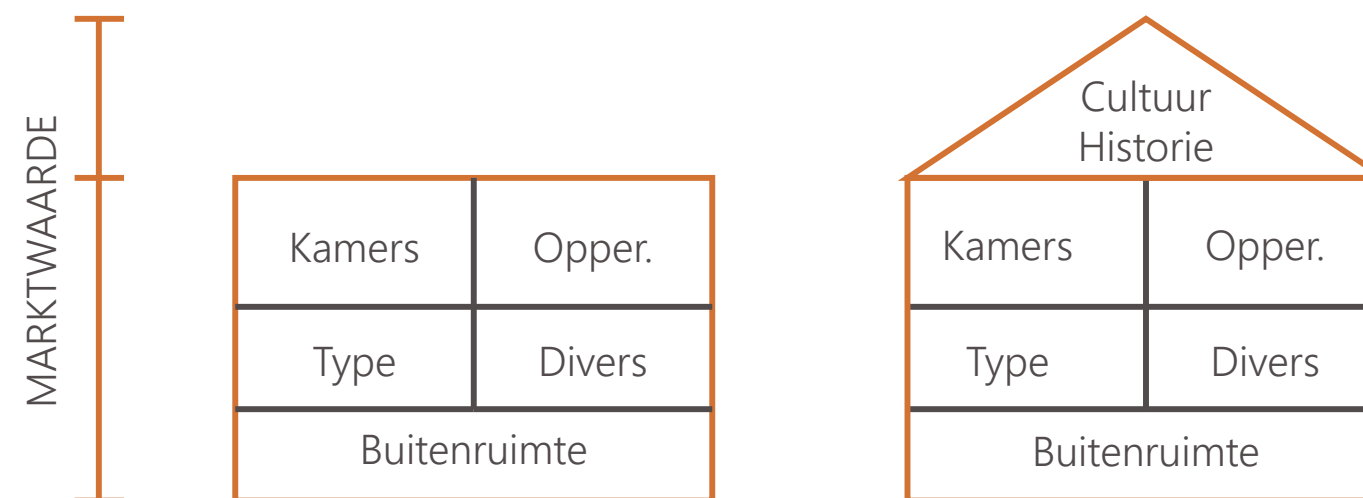 MARKTWAARDE
Kamers
Opper.
Type
Divers
Buitenruimte
Cultuur
Historie
Kamers
Opper.
Type
Divers
Buitenruimte